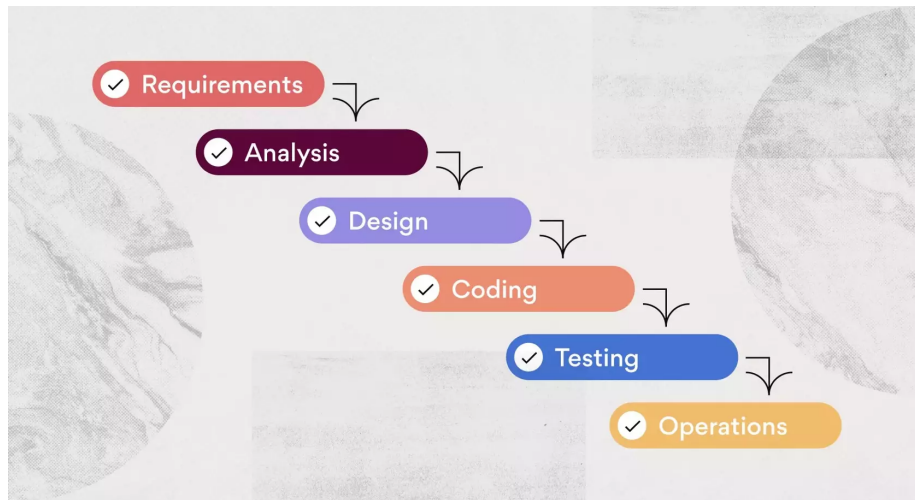 Requirements
Analysis
Design
Coding
Testing
Operations